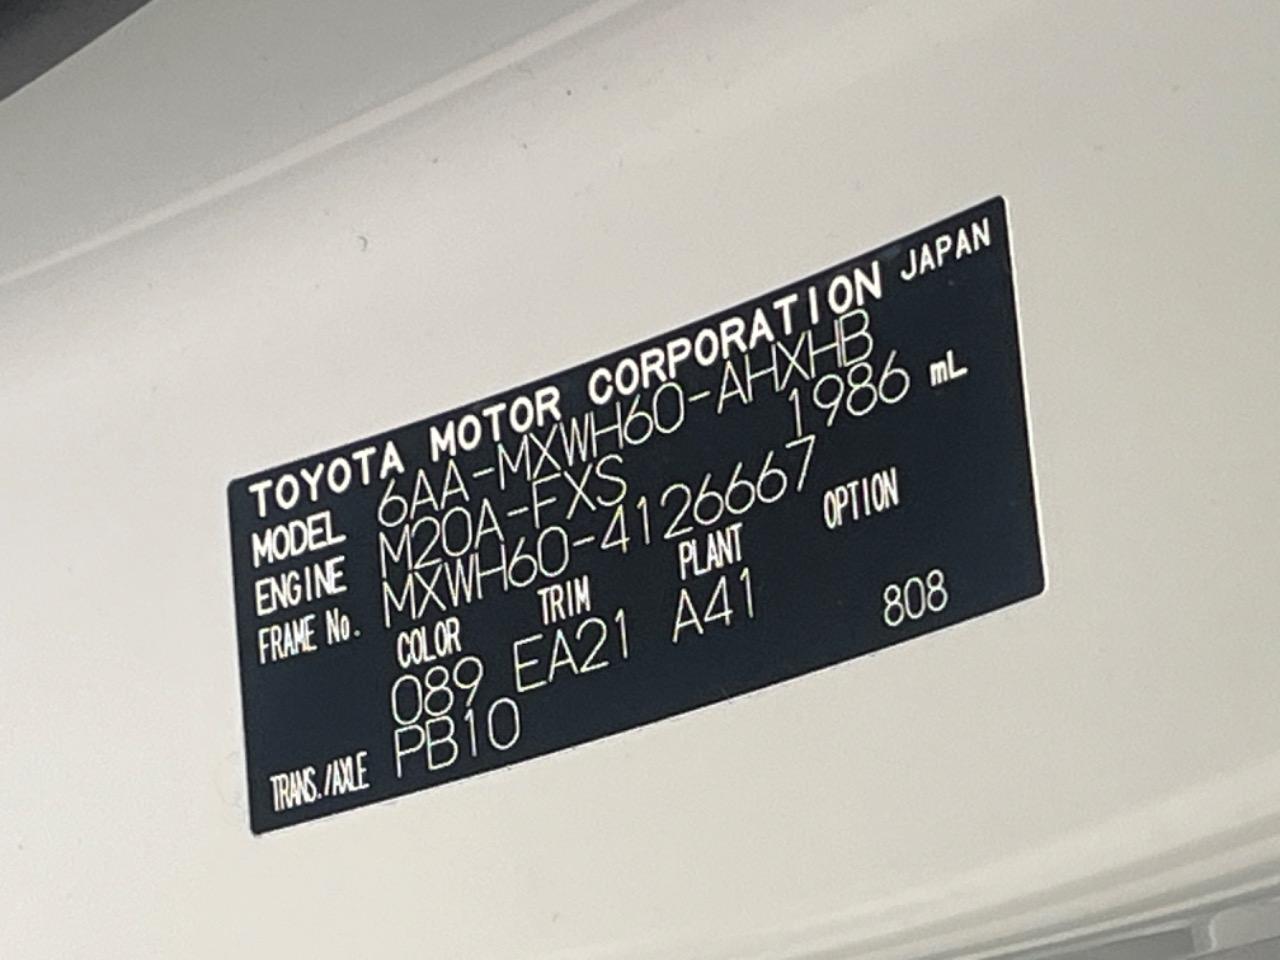 TOYOTA MOTOR CORPORATION JAPAN
MODEL 6AA-MXWH60-AHXHB
ENGINE M20A-FXS 1986 mL
FRAME No. MXWH60-4126667
COLOR TRIM PLANT OPTION
089 EA21 A41 808
TRANS./AXLE PB10